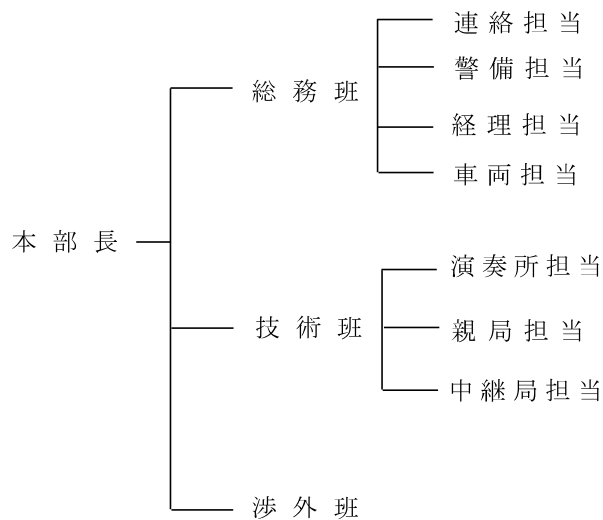 本部長
総務班
連絡担当
警備担当
経理担当
車両担当
技術班
演奏所担当
親局担当
中継局担当
渉外班